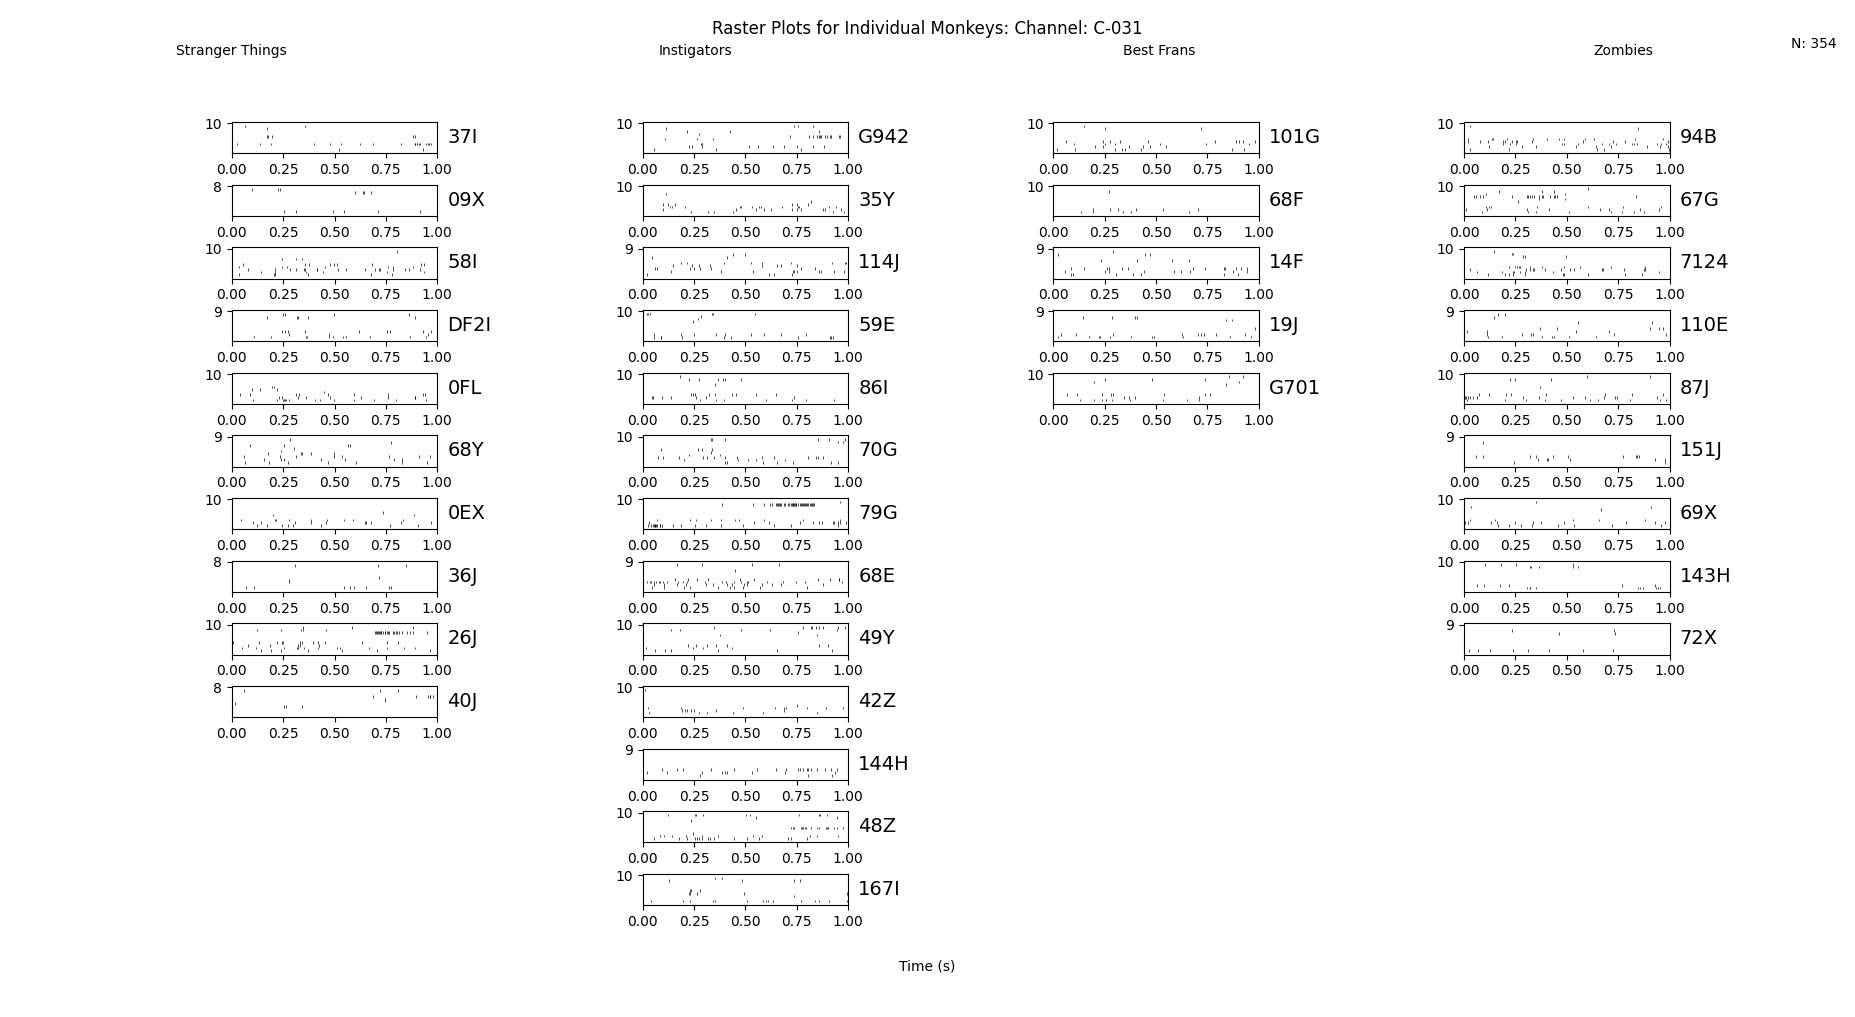 Raster Plots for Individual Monkeys: Channel: C-031
Stranger Things Instigators Best Frans Zombies N: 354
10 37I 10 G942 10 101G 10 94B
0.00 0.25 0.50 0.75 1.00 0.00 0.25 0.50 0.75 1.00 0.00 0.25 0.50 0.75 1.00 0.00 0.25 0.50 0.75 1.00
8 09X 10 35Y 10 68F 10 67G
0.00 0.25 0.50 0.75 1.00 0.00 0.25 0.50 0.75 1.00 0.00 0.25 0.50 0.75 1.00 0.00 0.25 0.50 0.75 1.00
10 58I 9 114J 9 14F 10 7124
0.00 0.25 0.50 0.75 1.00 0.00 0.25 0.50 0.75 1.00 0.00 0.25 0.50 0.75 1.00 0.00 0.25 0.50 0.75 1.00
9 DF2I 10 59E 9 19J 9 110E
0.00 0.25 0.50 0.75 1.00 0.00 0.25 0.50 0.75 1.00 0.00 0.25 0.50 0.75 1.00 0.00 0.25 0.50 0.75 1.00
10 0FL 10 86I 10 G701 10 87J
0.00 0.25 0.50 0.75 1.00 0.00 0.25 0.50 0.75 1.00 0.00 0.25 0.50 0.75 1.00 0.00 0.25 0.50 0.75 1.00
9 68Y 10 70G 9 151J
0.00 0.25 0.50 0.75 1.00 0.00 0.25 0.50 0.75 1.00 0.00 0.25 0.50 0.75 1.00
10 0EX 10 79G 10 69X
0.00 0.25 0.50 0.75 1.00 0.00 0.25 0.50 0.75 1.00 0.00 0.25 0.50 0.75 1.00
8 36J 9 68E 10 143H
0.00 0.25 0.50 0.75 1.00 0.00 0.25 0.50 0.75 1.00 0.00 0.25 0.50 0.75 1.00
10 26J 10 49Y 9 72X
0.00 0.25 0.50 0.75 1.00 0.00 0.25 0.50 0.75 1.00 0.00 0.25 0.50 0.75 1.00
8 40J 10 42Z
0.00 0.25 0.50 0.75 1.00 0.00 0.25 0.50 0.75 1.00
9 144H
0.00 0.25 0.50 0.75 1.00
10 48Z
0.00 0.25 0.50 0.75 1.00
10 167I
0.00 0.25 0.50 0.75 1.00
Time (s)